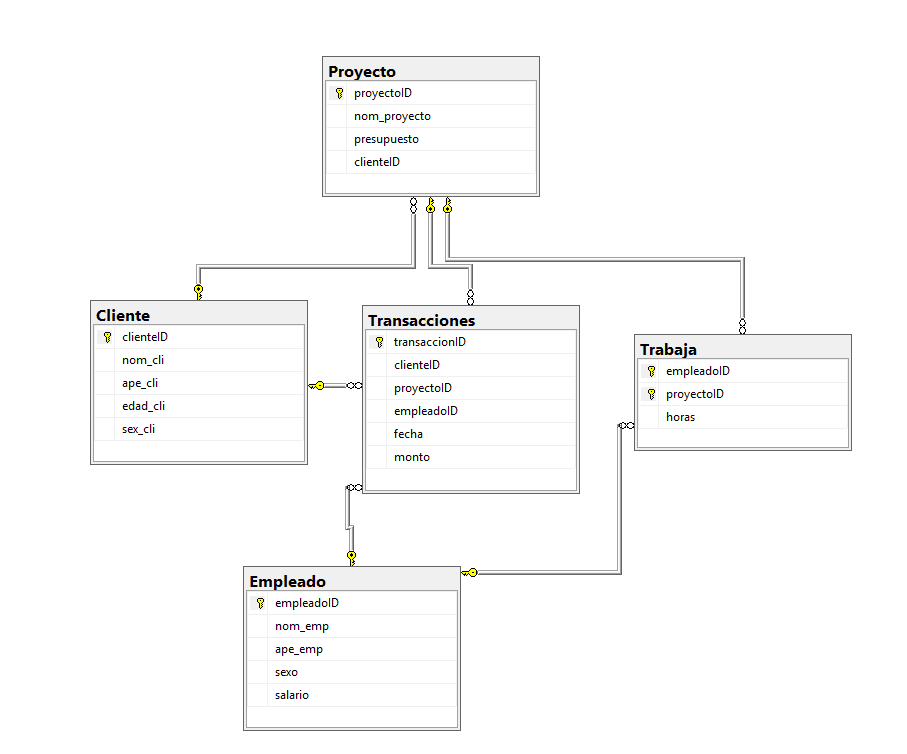 Proyecto
proyectoID
nom_proyecto
presupuesto
clienteID
Cliente
clienteID
nom_cli
ape_cli
edad_cli
sex_cli
Transacciones
transaccionID
clienteID
proyectoID
empleadoID
fecha
monto
Trabaja
empleadoID
proyectoID
horas
Empleado
empleadoID
nom_emp
ape_emp
sexo
salario